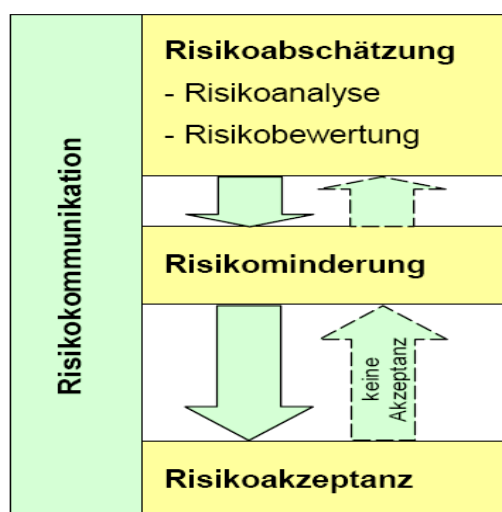 Risikokommunikation
Risikoabschätzung
- Risikoanalyse
- Risikobewertung
Risikominderung
keine
Akzeptanz
Risikoakzeptanz